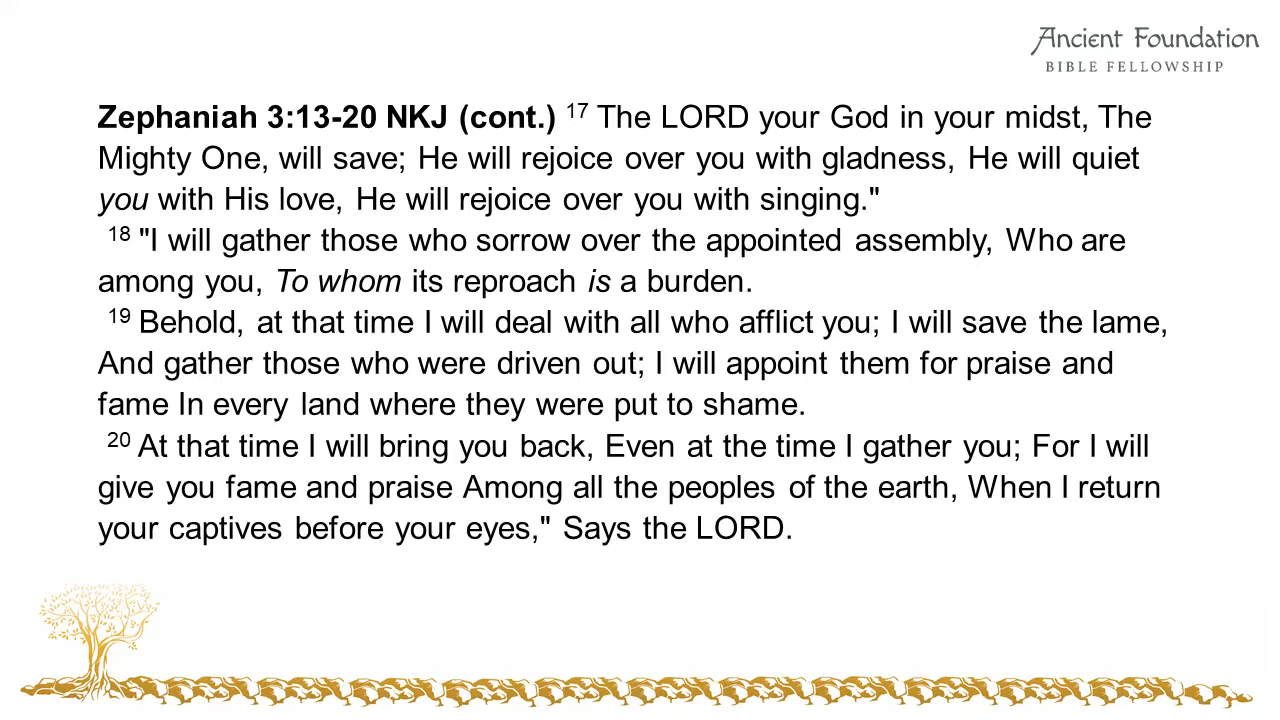 Ancient Foundation
BIBLE FELLOWSHIP
Zephaniah 3:13-20 NKJ (cont.) 17 The LORD your God in your midst, The
Mighty One, will save; He will rejoice over you with gladness, He will quiet
you with His love, He will rejoice over you with singing."
18 "I will gather those who sorrow over the appointed assembly, Who are
among you, To whom its reproach is a burden.
19 Behold, at that time I will deal with all who afflict you; I will save the lame,
And gather those who were driven out; I will appoint them for praise and
fame In every land where they were put to shame.
20 At that time I will bring you back, Even at the time I gather you; For I will
give you fame and praise Among all the peoples of the earth, When I return
your captives before your eyes," Says the LORD.